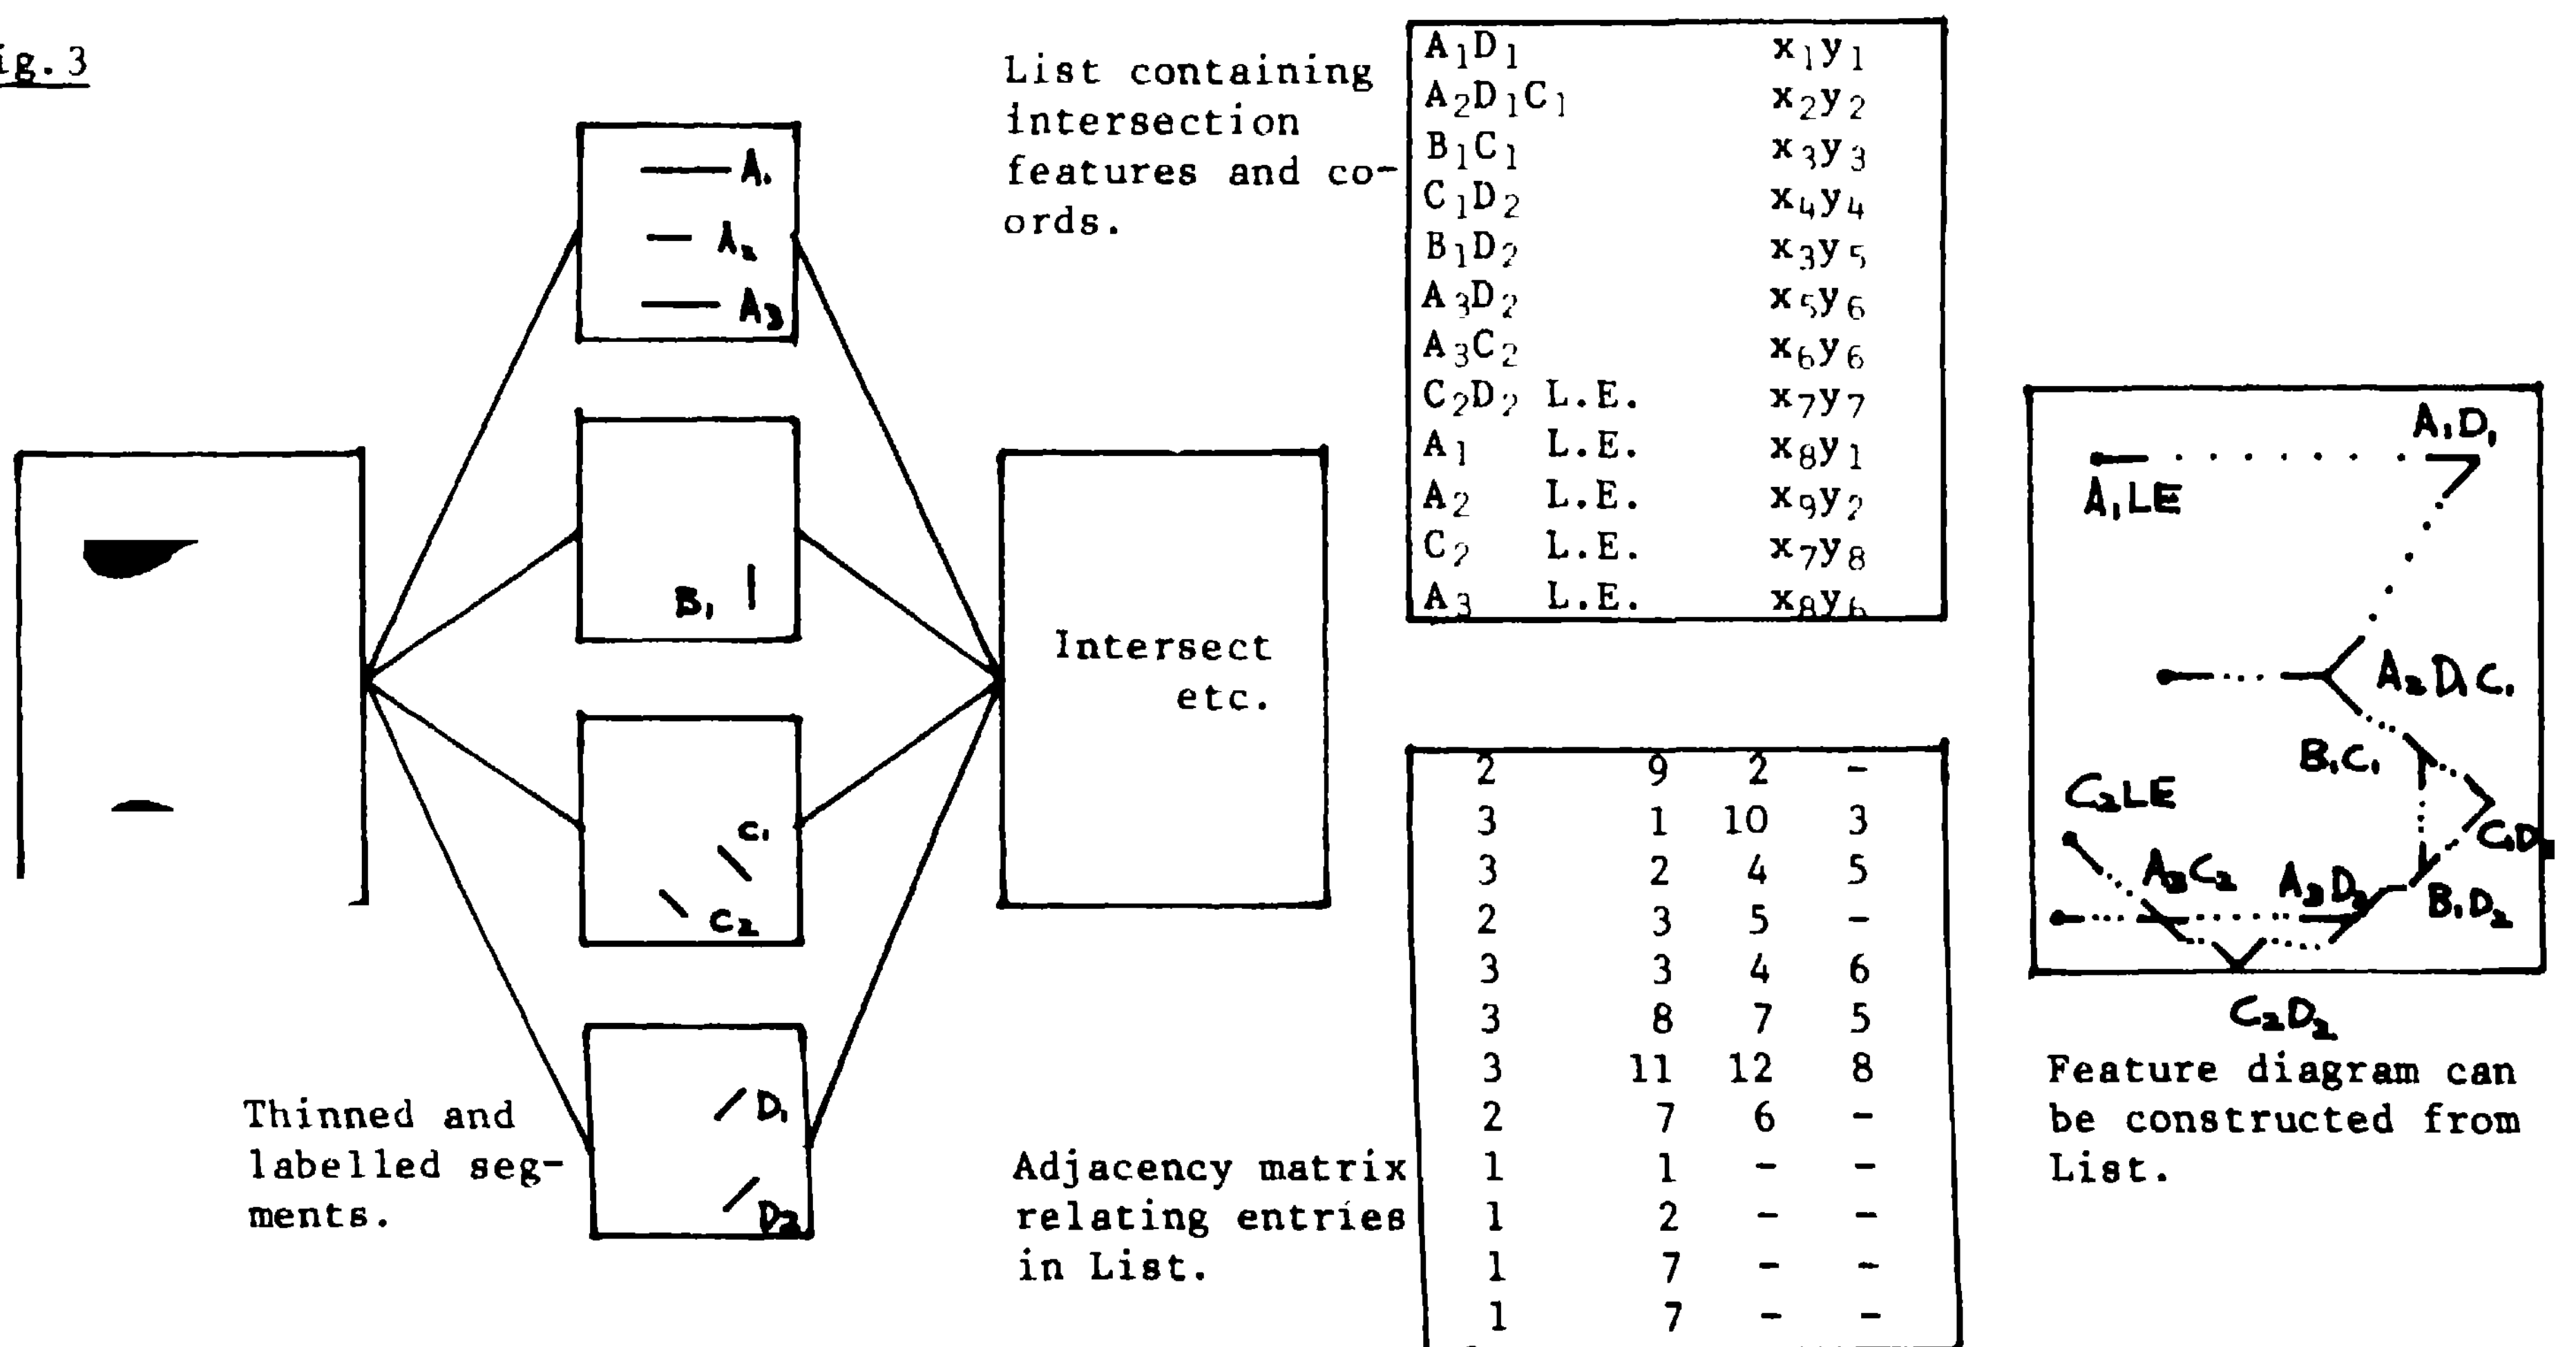 ig.3
List containing
intersection
features and co-
ords.
A₁D₁ x₁y₁
A₂D₁C₁ x₂y₂
B₁C₁ x₃y₃
C₁D₂ x₄y₄
B₁D₂ x₃y₅
A₃D₂ x₅y₆
A₃C₂ x₆y₆
C₂D₂ L.E. x₇y₇
A₁ L.E. x₈y₁
A₂ L.E. x₉y₂
C₂ L.E. x₇y₈
A₃ L.E. x₈y₆
A₁
A₂
A₃
B₁
C₁
C₂
D₁
D₂
Thinned and
labelled seg-
ments.
Intersect
etc.
Adjacency matrix
relating entries
in List.
2 9 2 -
3 1 10 3
3 2 4 5
2 3 5 -
3 3 4 6
3 8 7 5
3 11 12 8
2 7 6 -
1 1 - -
1 2 - -
1 7 - -
1 7 - -
A₁D₁
A₁LE
A₂D₁C₁
B₁C₁
C₂LE
C₁D
A₃C₂
A₃D₂
B₁D₂
C₂D₂
Feature diagram can
be constructed from
List.